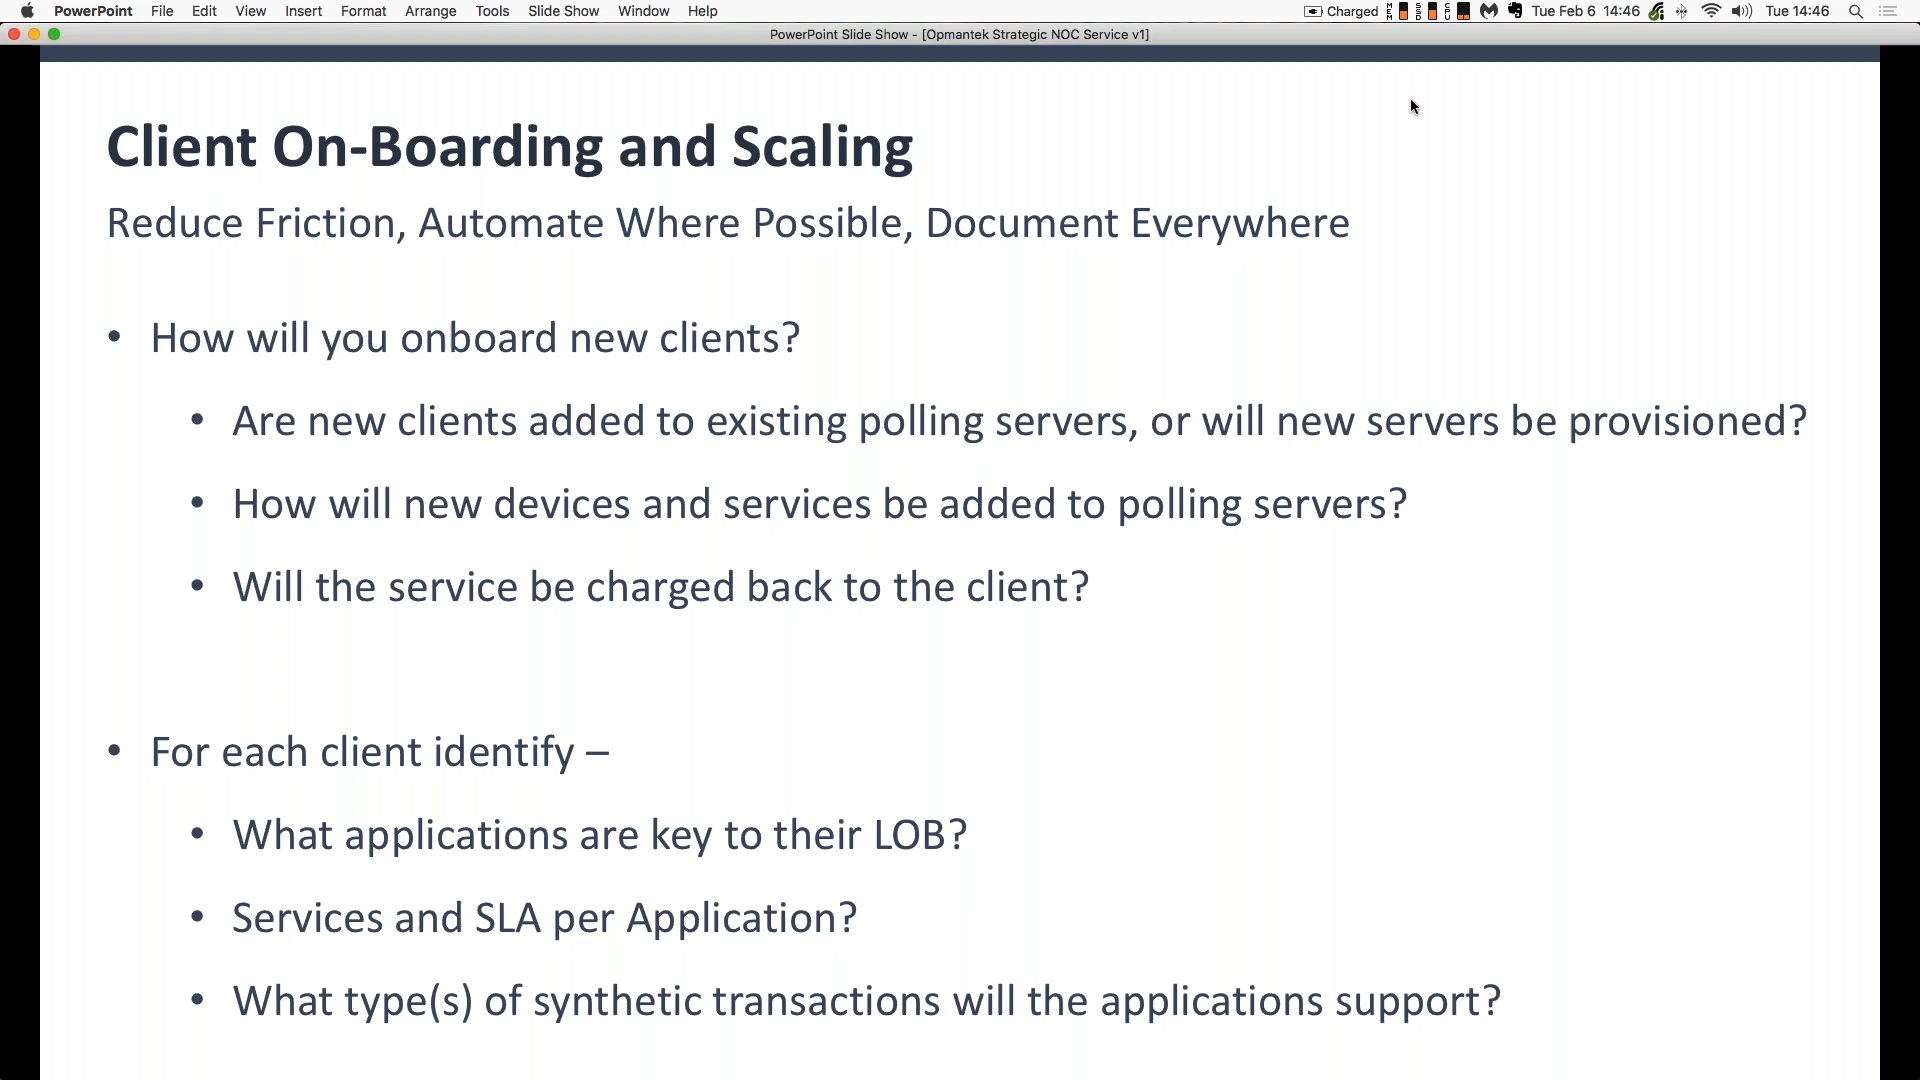 PowerPoint File Edit View Insert Format Arrange Tools Slide Show Window Help Charged MEM SSD CPU Tue Feb 6 14:46 Tue 14:46
PowerPoint Slide Show - [Opmantek Strategic NOC Service v1]
Client On-Boarding and Scaling
Reduce Friction, Automate Where Possible, Document Everywhere
• How will you onboard new clients?
• Are new clients added to existing polling servers, or will new servers be provisioned?
• How will new devices and services be added to polling servers?
• Will the service be charged back to the client?
• For each client identify –
• What applications are key to their LOB?
• Services and SLA per Application?
• What type(s) of synthetic transactions will the applications support?